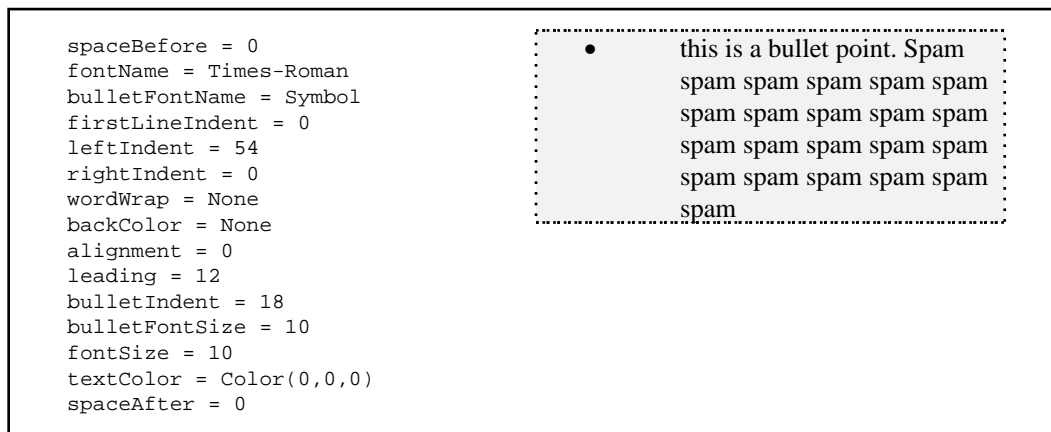 spaceBefore = 0
fontName = Times-Roman
bulletFontName = Symbol
firstLineIndent = 0
leftIndent = 54
rightIndent = 0
wordWrap = None
backColor = None
alignment = 0
leading = 12
bulletIndent = 18
bulletFontSize = 10
fontSize = 10
textColor = Color(0,0,0)
spaceAfter = 0
• this is a bullet point. Spam
spam spam spam spam spam
spam spam spam spam spam
spam spam spam spam spam
spam spam spam spam spam
spam